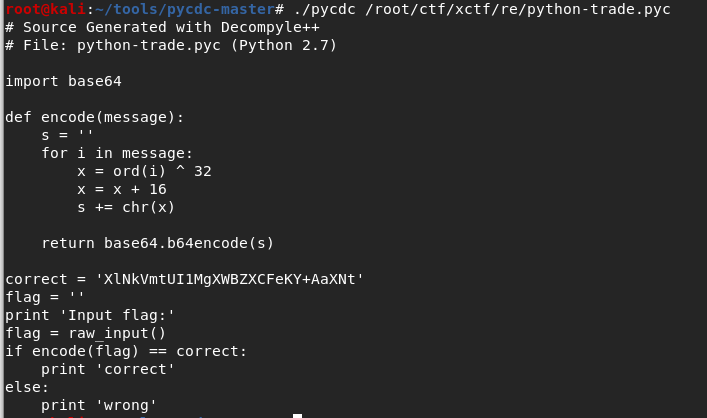 root@kali:~/tools/pycdc-master# ./pycdc /root/ctf/xctf/re/python-trade.pyc
# Source Generated with Decompyle++
# File: python-trade.pyc (Python 2.7)

import base64

def encode(message):
    s = ''
    for i in message:
        x = ord(i) ^ 32
        x = x + 16
        s += chr(x)

    return base64.b64encode(s)

correct = 'XlNkVmtUI1MgXWBZXCFeKY+AaXNt'
flag = ''
print 'Input flag:'
flag = raw_input()
if encode(flag) == correct:
    print 'correct'
else:
    print 'wrong'